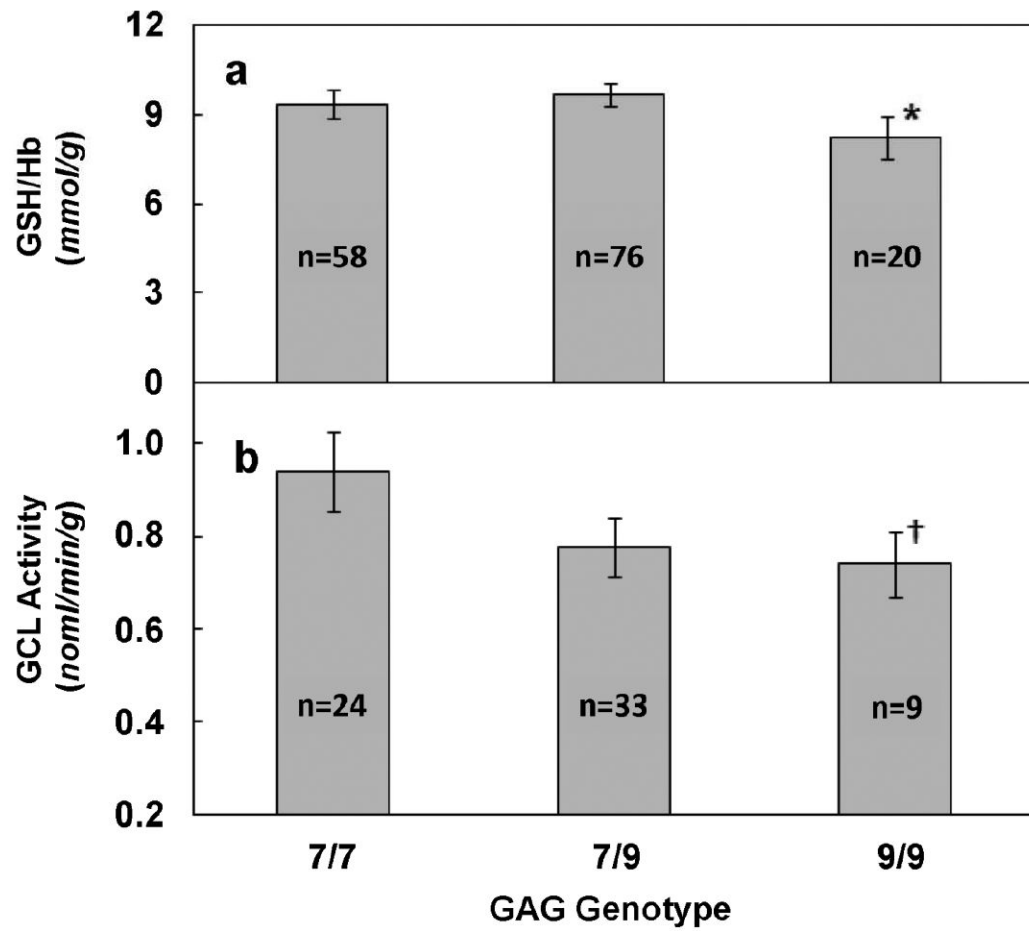 12
a
9
*
GSH/Hb
(mmol/g)
6
n=58
n=76
n=20
3
0
1.0
b
†
0.8
GCL Activity
(noml/min/g)
0.6
n=24
n=33
n=9
0.4
0.2
7/7
7/9
9/9
GAG Genotype